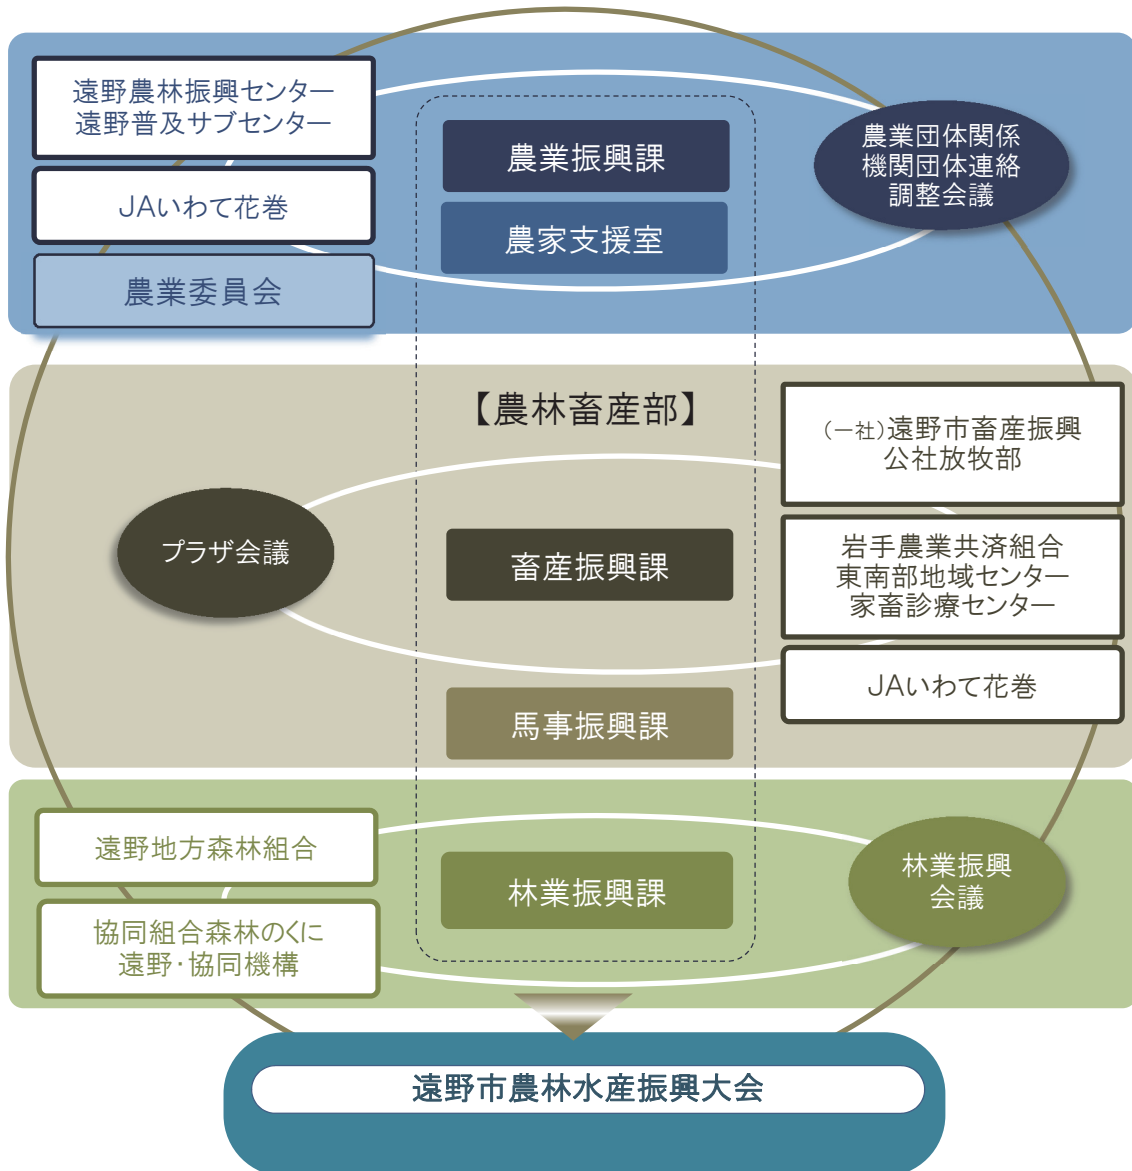 遠野農林振興センター
遠野普及サブセンター
JAいわて花巻
農業委員会
農業振興課
農家支援室
農業団体関係
機関団体連絡
調整会議
【農林畜産部】
プラザ会議
畜産振興課
馬事振興課
（一社）遠野市畜産振興
公社放牧部
岩手農業共済組合
東南部地域センター
家畜診療センター
JAいわて花巻
遠野地方森林組合
協同組合森林のくに
遠野・協同機構
林業振興課
林業振興
会議
遠野市農林水産振興大会